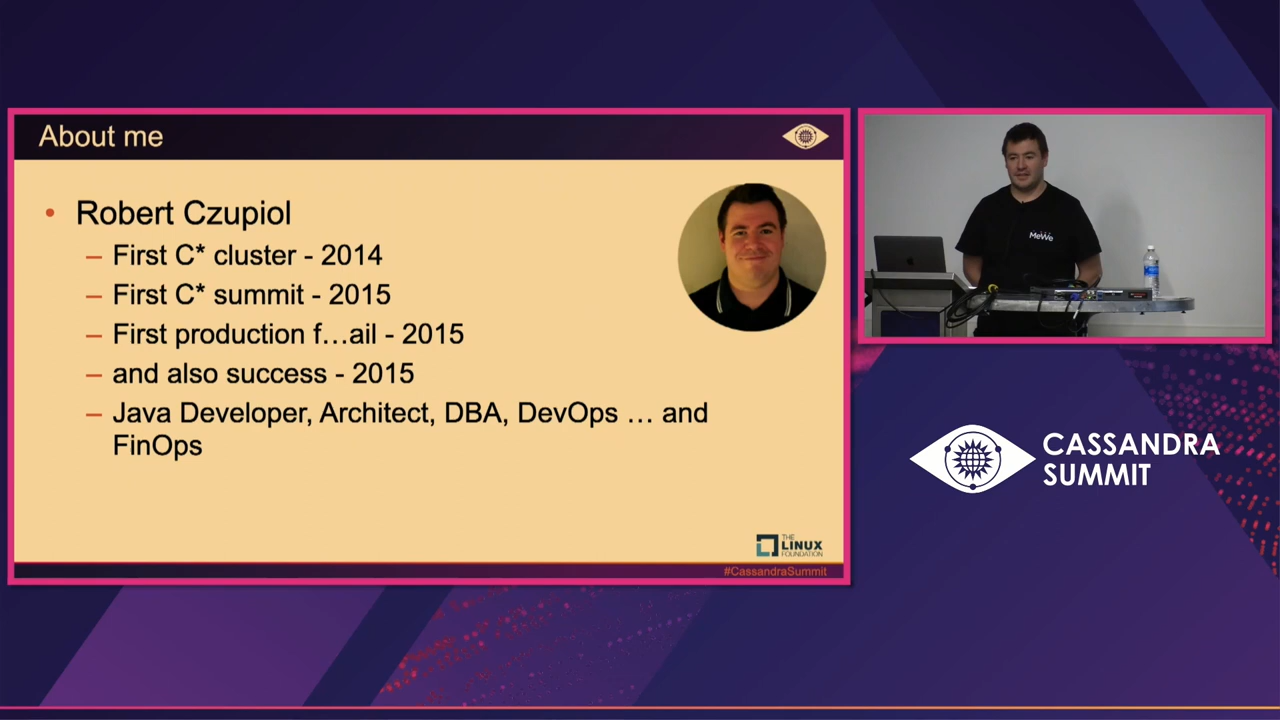 About me
• Robert Czupiol
– First C* cluster - 2014
– First C* summit - 2015
– First production f…ail - 2015
– and also success - 2015
– Java Developer, Architect, DBA, DevOps … and
FinOps
THE
LINUX
FOUNDATION
#CassandraSummit
MeWe
CASSANDRA
SUMMIT